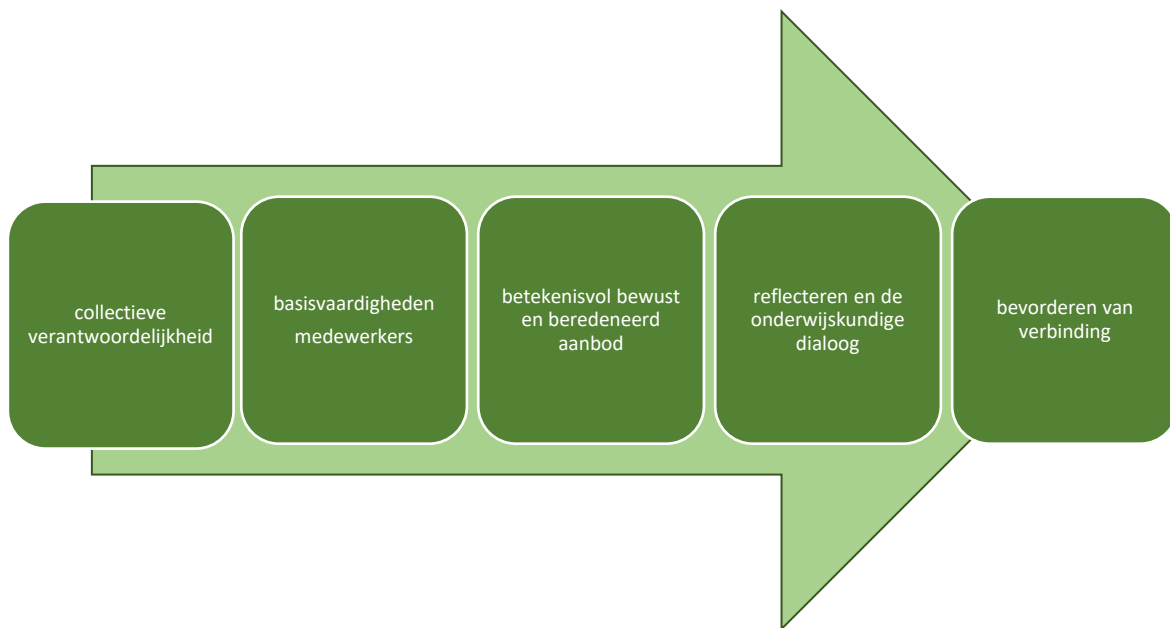 collectieve
verantwoordelijkheid
basisvaardigheden
medewerkers
betekenisvol bewust
en beredeneerd
aanbod
reflecteren en de
onderwijskundige
dialoog
bevorderen van
verbinding